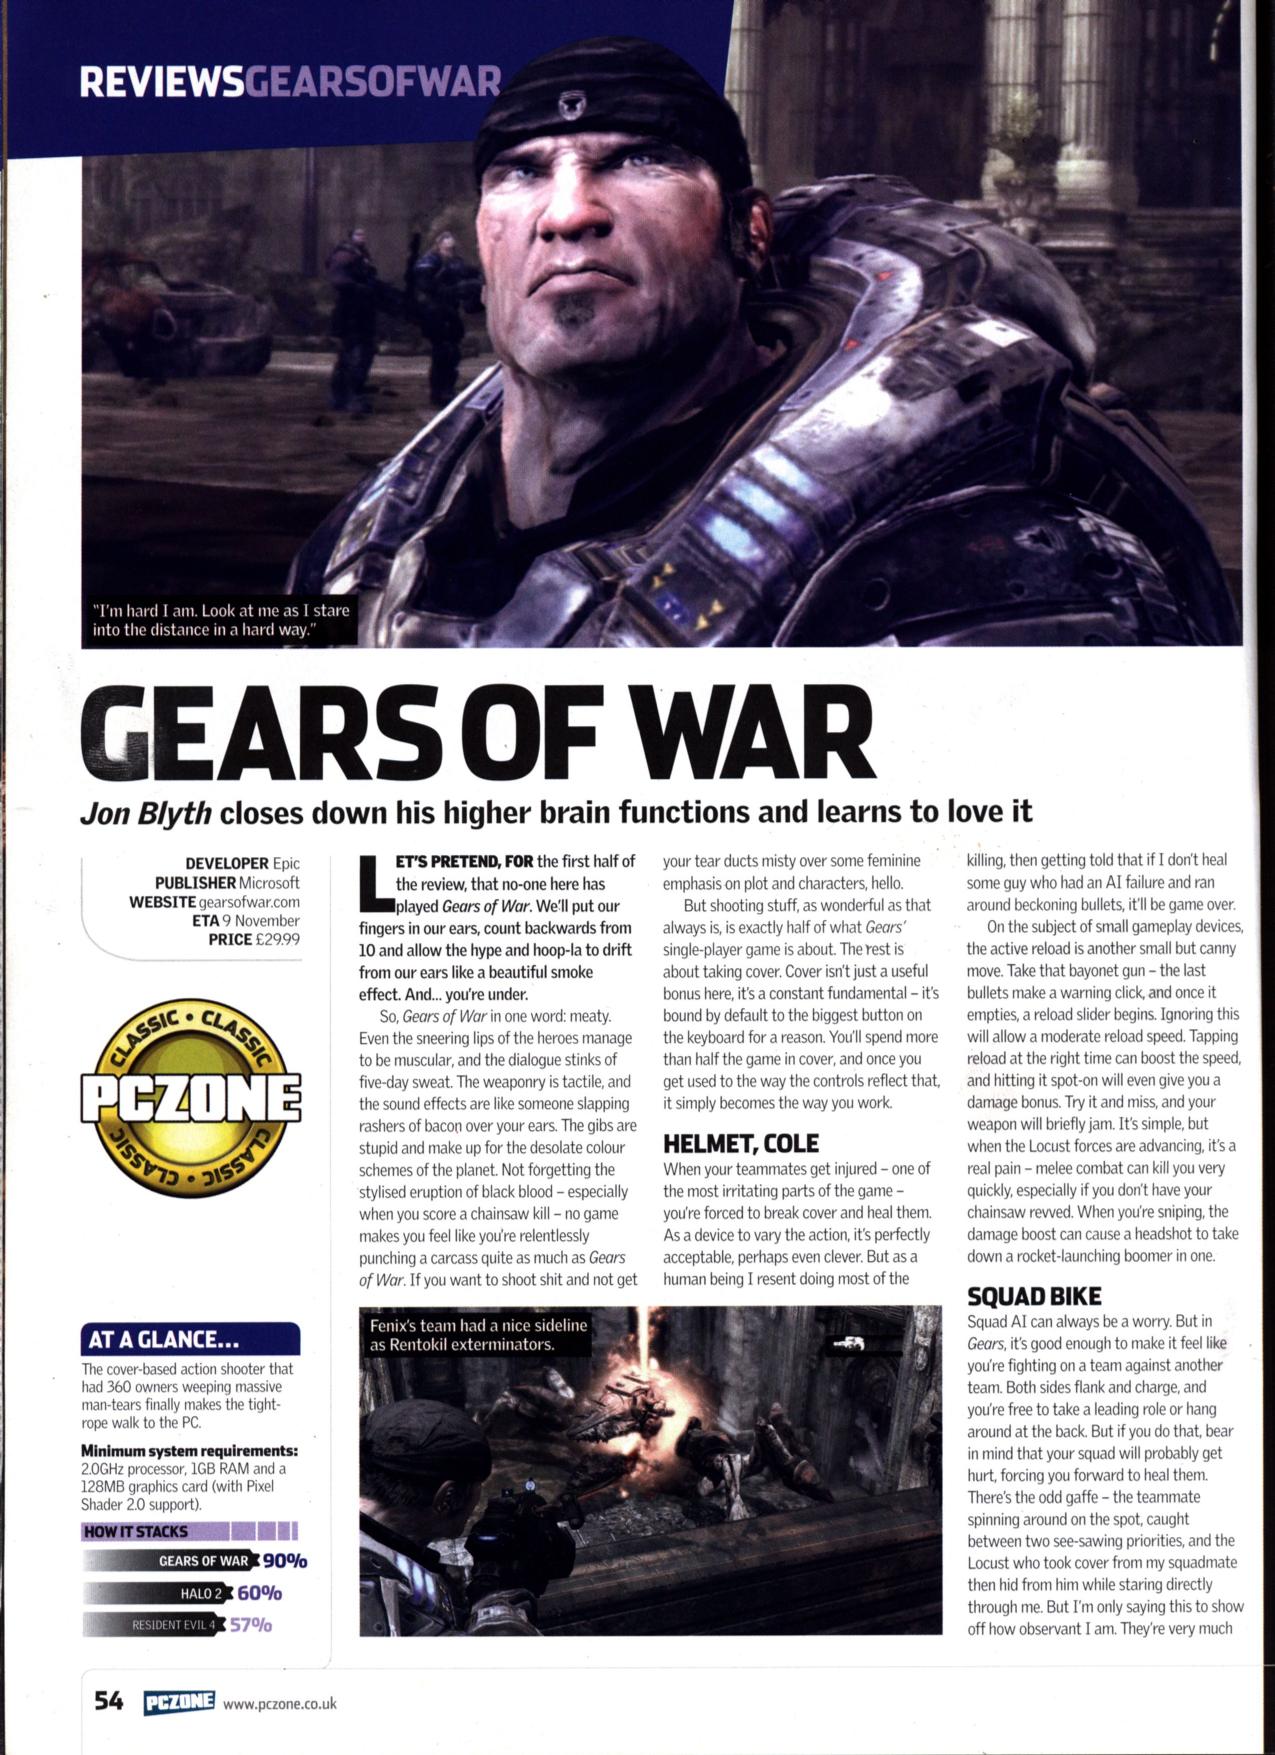 REVIEWSGEARSOFWAR
"I'm hard I am. Look at me as I stare
into the distance in a hard way."
GEARS OF WAR
Jon Blyth closes down his higher brain functions and learns to love it
DEVELOPER Epic
PUBLISHER Microsoft
WEBSITE gearsofwar.com
ETA 9 November
PRICE £29.99
CLASSIC • CLASSIC
PCZONE
CLASSIC • CLASSIC
AT A GLANCE...
The cover-based action shooter that
had 360 owners weeping massive
man-tears finally makes the tight-
rope walk to the PC.
Minimum system requirements:
2.0GHz processor, 1GB RAM and a
128MB graphics card (with Pixel
Shader 2.0 support).
HOW IT STACKS
GEARS OF WAR 90%
HALO 2 60%
RESIDENT EVIL 4 57%
LET'S PRETEND, FOR the first half of
the review, that no-one here has
played Gears of War. We'll put our
fingers in our ears, count backwards from
10 and allow the hype and hoop-la to drift
from our ears like a beautiful smoke
effect. And... you're under.
So, Gears of War in one word: meaty.
Even the sneering lips of the heroes manage
to be muscular, and the dialogue stinks of
five-day sweat. The weaponry is tactile, and
the sound effects are like someone slapping
rashers of bacon over your ears. The gibs are
stupid and make up for the desolate colour
schemes of the planet. Not forgetting the
stylised eruption of black blood – especially
when you score a chainsaw kill – no game
makes you feel like you're relentlessly
punching a carcass quite as much as Gears
of War. If you want to shoot shit and not get
your tear ducts misty over some feminine
emphasis on plot and characters, hello.
But shooting stuff, as wonderful as that
always is, is exactly half of what Gears'
single-player game is about. The rest is
about taking cover. Cover isn't just a useful
bonus here, it's a constant fundamental – it's
bound by default to the biggest button on
the keyboard for a reason. You'll spend more
than half the game in cover, and once you
get used to the way the controls reflect that,
it simply becomes the way you work.
HELMET, COLE
When your teammates get injured – one of
the most irritating parts of the game –
you're forced to break cover and heal them.
As a device to vary the action, it's perfectly
acceptable, perhaps even clever. But as a
human being I resent doing most of the
Fenix's team had a nice sideline
as Rentokil exterminators.
killing, then getting told that if I don't heal
some guy who had an AI failure and ran
around beckoning bullets, it'll be game over.
On the subject of small gameplay devices,
the active reload is another small but canny
move. Take that bayonet gun – the last
bullets make a warning click, and once it
empties, a reload slider begins. Ignoring this
will allow a moderate reload speed. Tapping
reload at the right time can boost the speed,
and hitting it spot-on will even give you a
damage bonus. Try it and miss, and your
weapon will briefly jam. It's simple, but
when the Locust forces are advancing, it's a
real pain – melee combat can kill you very
quickly, especially if you don't have your
chainsaw revved. When you're sniping, the
damage boost can cause a headshot to take
down a rocket-launching boomer in one.
SQUAD BIKE
Squad AI can always be a worry. But in
Gears, it's good enough to make it feel like
you're fighting on a team against another
team. Both sides flank and charge, and
you're free to take a leading role or hang
around at the back. But if you do that, bear
in mind that your squad will probably get
hurt, forcing you forward to heal them.
There's the odd gaffe – the teammate
spinning around on the spot, caught
between two see-sawing priorities, and the
Locust who took cover from my squadmate
then hid from him while staring directly
through me. But I'm only saying this to show
off how observant I am. They're very much
54 PCZONE www.pczone.co.uk